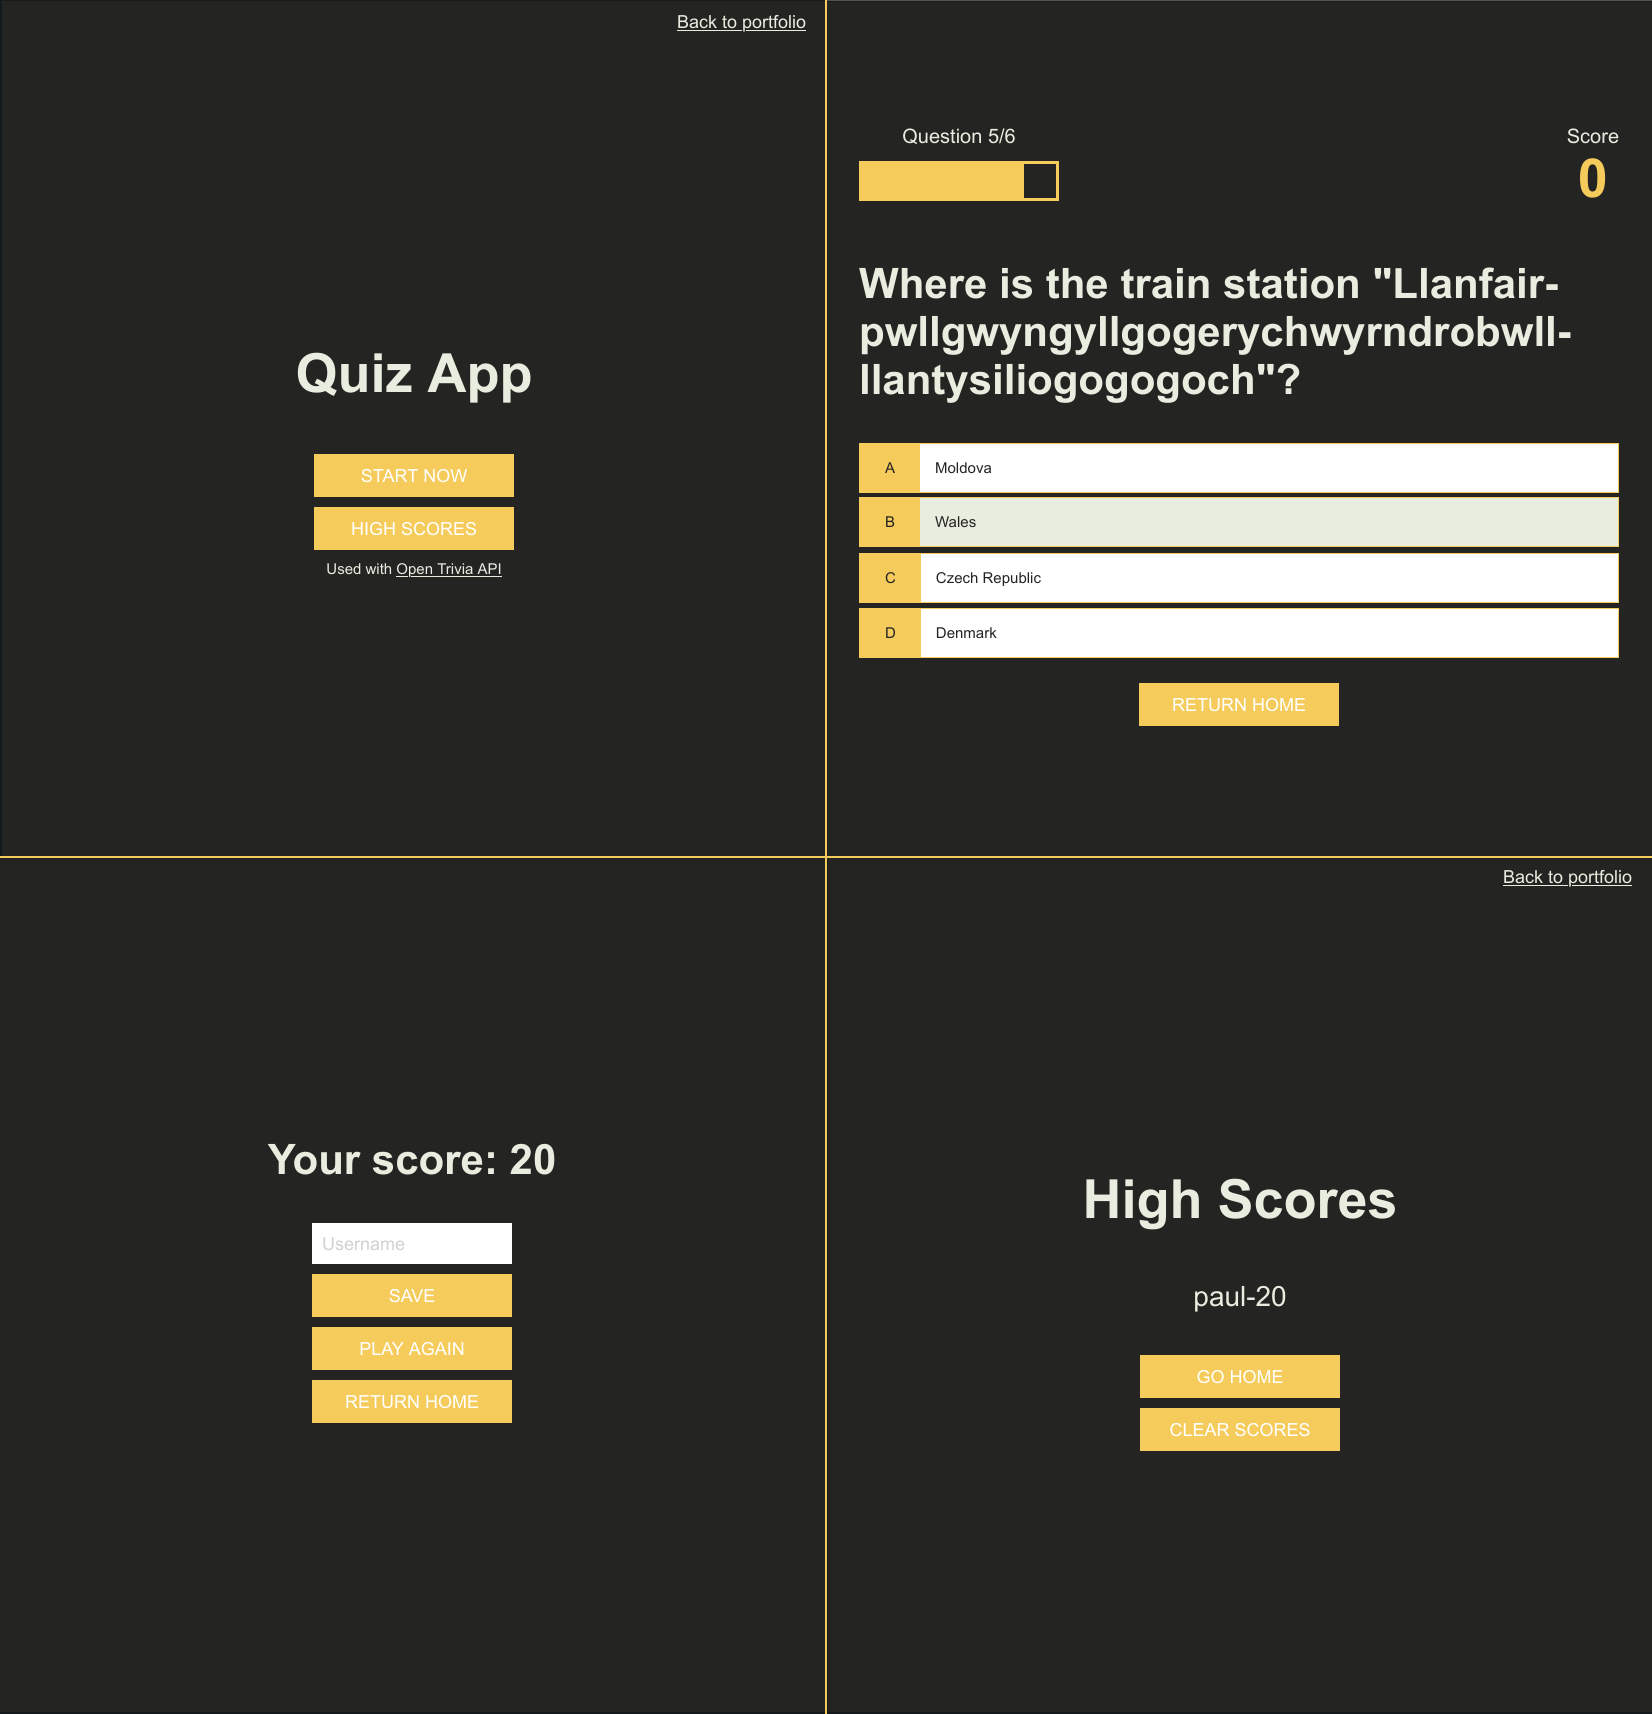 Back to portfolio
Quiz App
START NOW
HIGH SCORES
Used with Open Trivia API
Question 5/6
Score
0
Where is the train station "Llanfair-
pwllgwyngyllgogerychwyrndrobwll-
llantysiliogogogoch"?
A Moldova
B Wales
C Czech Republic
D Denmark
RETURN HOME
Your score: 20
Username
SAVE
PLAY AGAIN
RETURN HOME
Back to portfolio
High Scores
paul-20
GO HOME
CLEAR SCORES